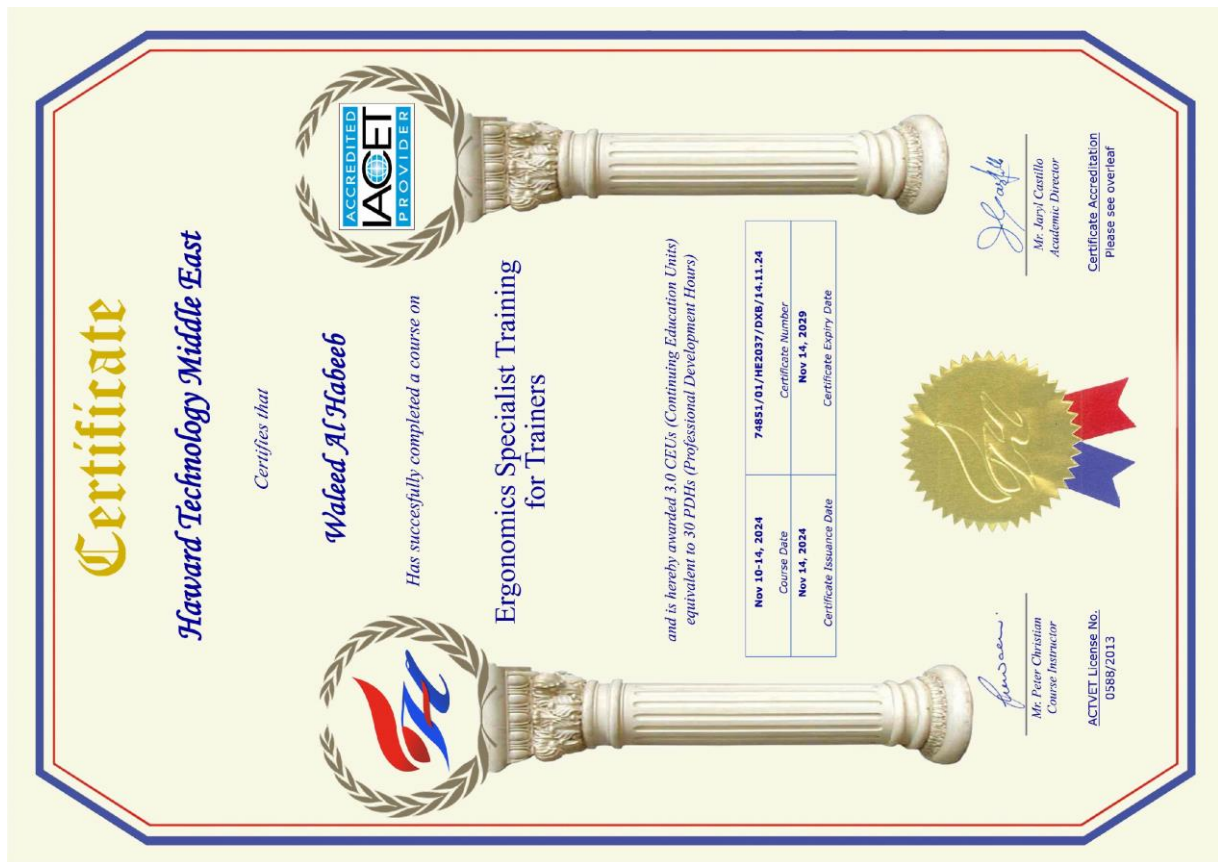 Certificate
Haward Technology Middle East
Certifies that
Waleed Al Habeeb
Has succesfully completed a course on
Ergonomics Specialist Training
for Trainers
and is hereby awarded 3.0 CEUs (Continuing Education Units)
equivalent to 30 PDHs (Professional Development Hours)
ACCREDITED
IACET
PROVIDER
Nov 10-14, 2024
Course Date
74851/01/HE2037/DXB/14.11.24
Certificate Number
Nov 14, 2024
Certificate Issuance Date
Nov 14, 2029
Certificate Expiry Date
Mr. Peter Christian
Course Instructor
ACTVET License No.
0588/2013
Mr. Jaryl Castillo
Academic Director
Certificate Accreditation
Please see overleaf